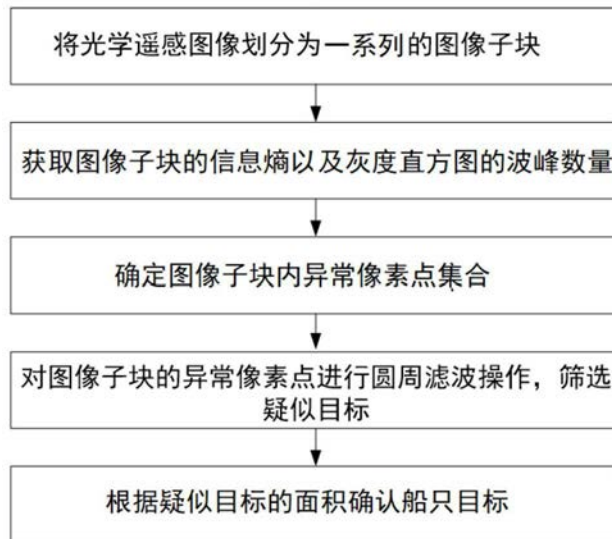 将光学遥感图像划分为一系列的图像子块
获取图像子块的信息熵以及灰度直方图的波峰数量
确定图像子块内异常像素点集合
对图像子块的异常像素点进行圆周滤波操作，筛选
疑似目标
根据疑似目标的面积确认船只目标